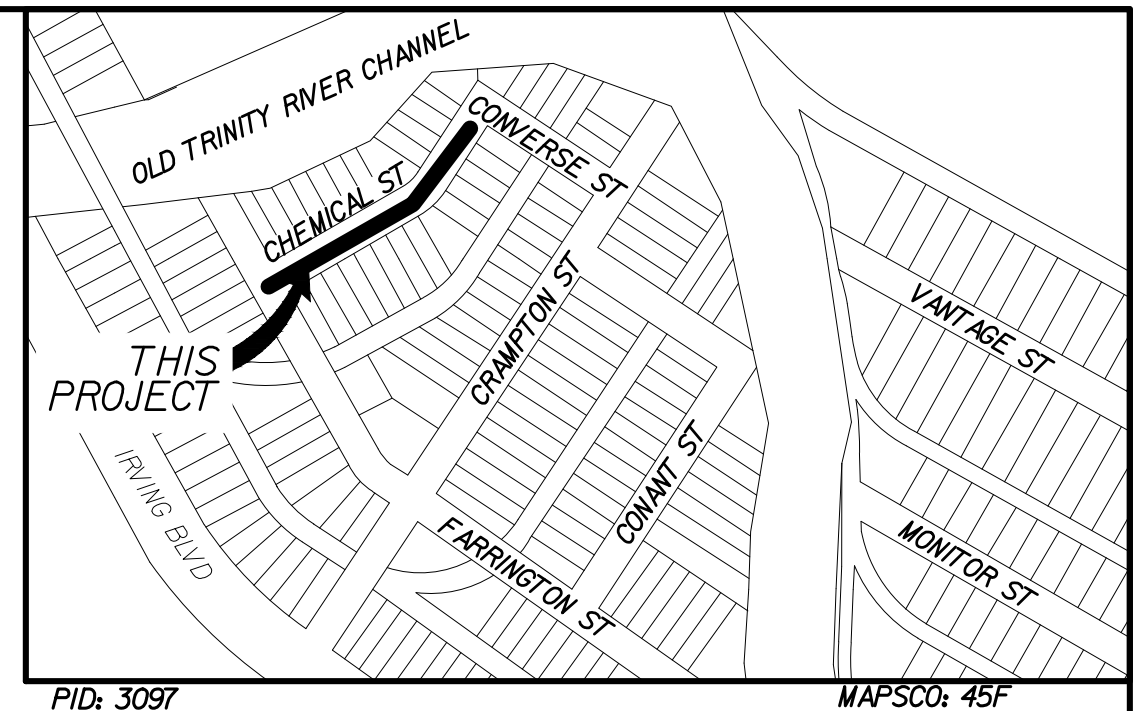 OLD TRINITY RIVER CHANNEL
CONVERSE ST
CHEMICAL ST
CRAMPTON ST
VANTAGE ST
THIS
PROJECT
IRVING BLVD
CONANT ST
FARRINGTON ST
MONITOR ST
PID: 3097
MAPSCO: 45F